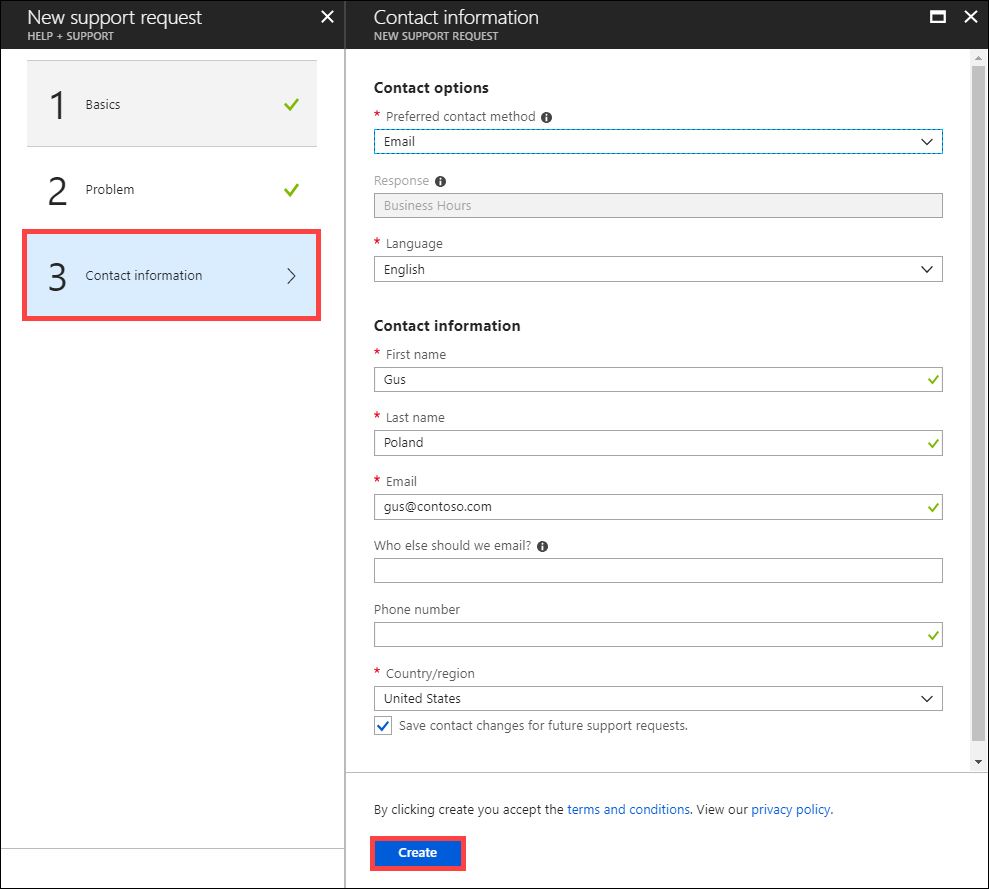 New support request
HELP + SUPPORT
1 Basics
2 Problem
3 Contact information
Contact information
NEW SUPPORT REQUEST
Contact options
* Preferred contact method
Email
Response
Business Hours
* Language
English
Contact information
* First name
Gus
* Last name
Poland
* Email
gus@contoso.com
Who else should we email?
Phone number
* Country/region
United States
Save contact changes for future support requests.
By clicking create you accept the terms and conditions. View our privacy policy.
Create